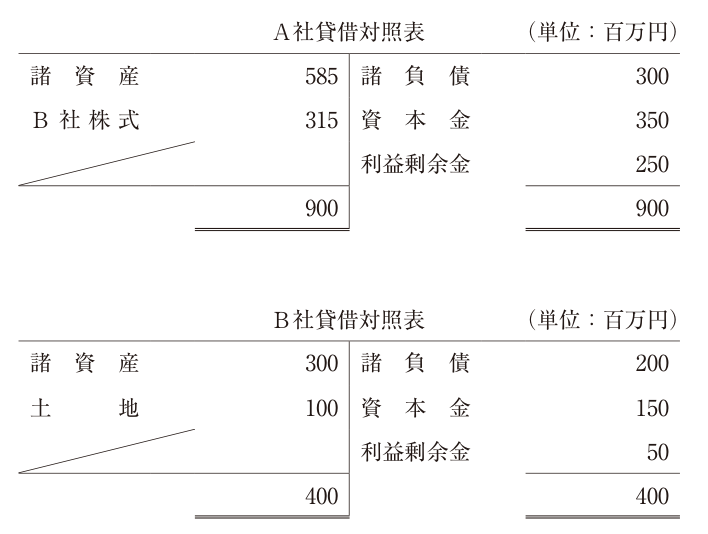 A社貸借対照表 （単位：百万円）
諸資産 585 諸負債 300
B社株式 315 資本金 350
利益剰余金 250
900 900
B社貸借対照表 （単位：百万円）
諸資産 300 諸負債 200
土地 100 資本金 150
利益剰余金 50
400 400